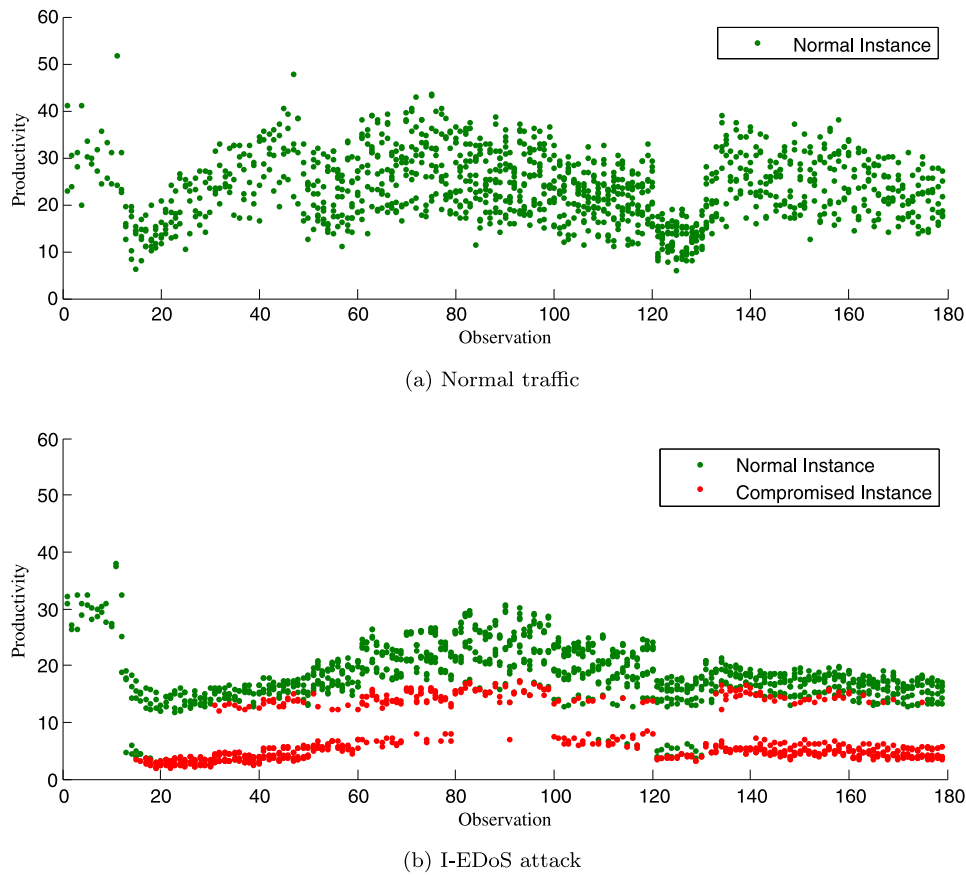 60
50
40
30
20
10
0
Productivity
Normal Instance
0 20 40 60 80 100 120 140 160 180
Observation
(a) Normal traffic
60
50
40
30
20
10
0
Productivity
Normal Instance
Compromised Instance
0 20 40 60 80 100 120 140 160 180
Observation
(b) I-EDoS attack